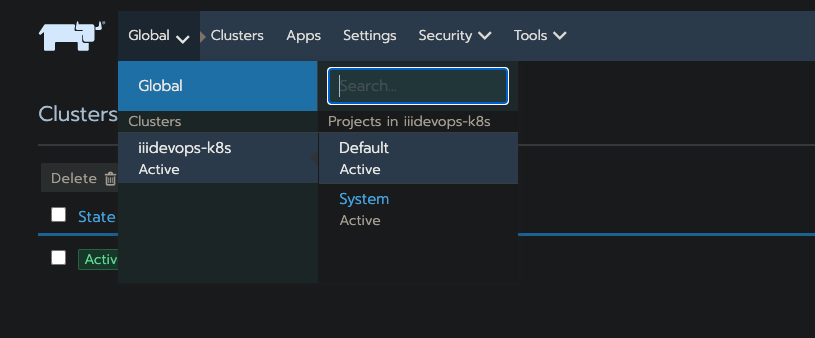 Global Clusters Apps Settings Security Tools
Global
Search...
Clusters
Clusters
Projects in iiidevops-k8s
iiidevops-k8s
Active
Default
Active
Delete
System
Active
State
Activ